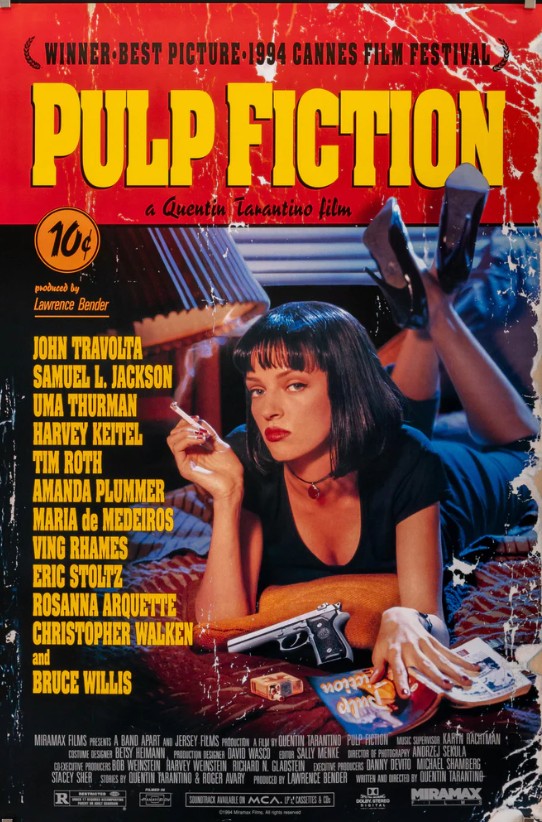 WINNER·BEST PICTURE·1994 CANNES FILM FESTIVAL
PULP FICTION
a Quentin Tarantino film
10¢
produced by
Lawrence Bender
JOHN TRAVOLTA
SAMUEL L. JACKSON
UMA THURMAN
HARVEY KEITEL
TIM ROTH
AMANDA PLUMMER
MARIA de MEDEIROS
VING RHAMES
ERIC STOLTZ
ROSANNA ARQUETTE
CHRISTOPHER WALKEN
and
BRUCE WILLIS
Pulp
Fiction
MIRAMAX FILMS PRESENTS A BAND APART AND JERSEY FILMS PRODUCTION A FILM BY QUENTIN TARANTINO PULP FICTION MUSIC SUPERVISOR KARYN RACHTMAN
COSTUME DESIGNER BETSY HEIMANN PRODUCTION DESIGNER DAVID WASCO EDITOR SALLY MENKE DIRECTOR OF PHOTOGRAPHY ANDRZEJ SEKULA
CO-EXECUTIVE PRODUCERS BOB WEINSTEIN HARVEY WEINSTEIN RICHARD N. GLADSTEIN EXECUTIVE PRODUCERS DANNY DEVITO MICHAEL SHAMBERG
STACEY SHER STORIES BY QUENTIN TARANTINO & ROGER AVARY PRODUCED BY LAWRENCE BENDER WRITTEN AND DIRECTED BY QUENTIN TARANTINO
R RESTRICTED
SOUNDTRACK AVAILABLE ON MCA CASSETTES & CDs
DOLBY STEREO
DIGITAL
MIRAMAX
©1994 Miramax Films. All rights reserved